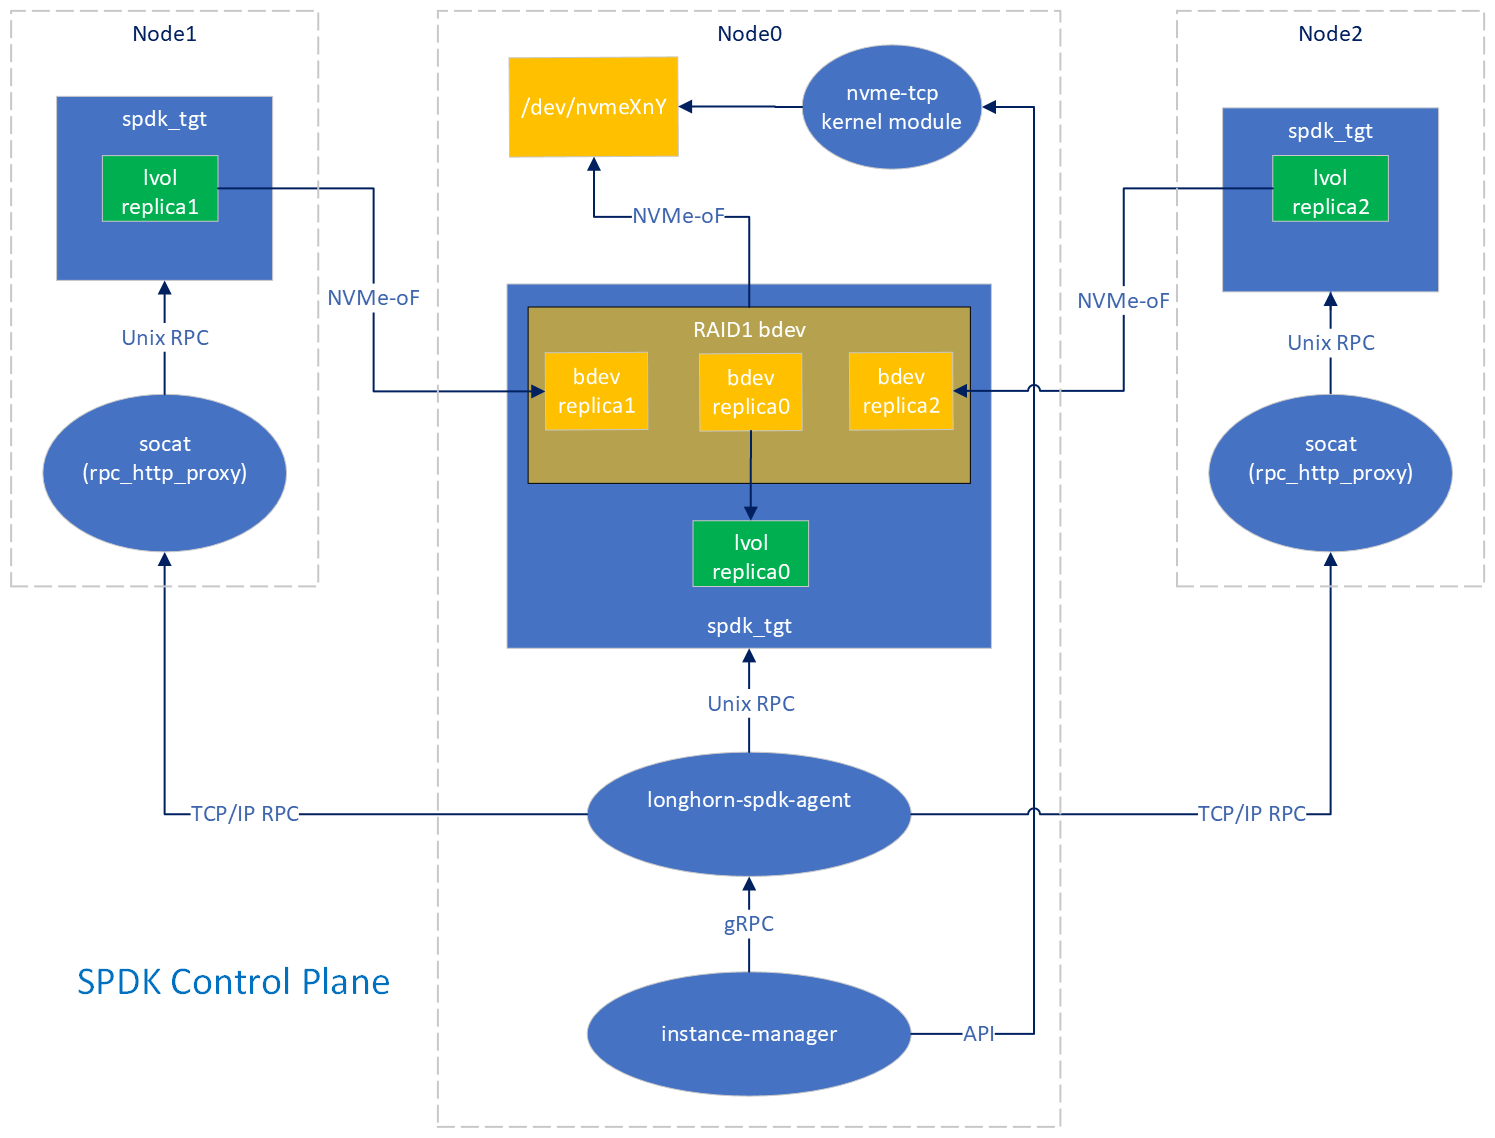 Node1
Node0
Node2
spdk_tgt
lvol
replica1
/dev/nvmeXnY
nvme-tcp
kernel module
spdk_tgt
lvol
replica2
NVMe-oF
NVMe-oF
NVMe-oF
Unix RPC
Unix RPC
RAID1 bdev
bdev
replica1
bdev
replica0
bdev
replica2
socat
(rpc_http_proxy)
socat
(rpc_http_proxy)
lvol
replica0
spdk_tgt
Unix RPC
longhorn-spdk-agent
TCP/IP RPC
TCP/IP RPC
gRPC
SPDK Control Plane
instance-manager
API